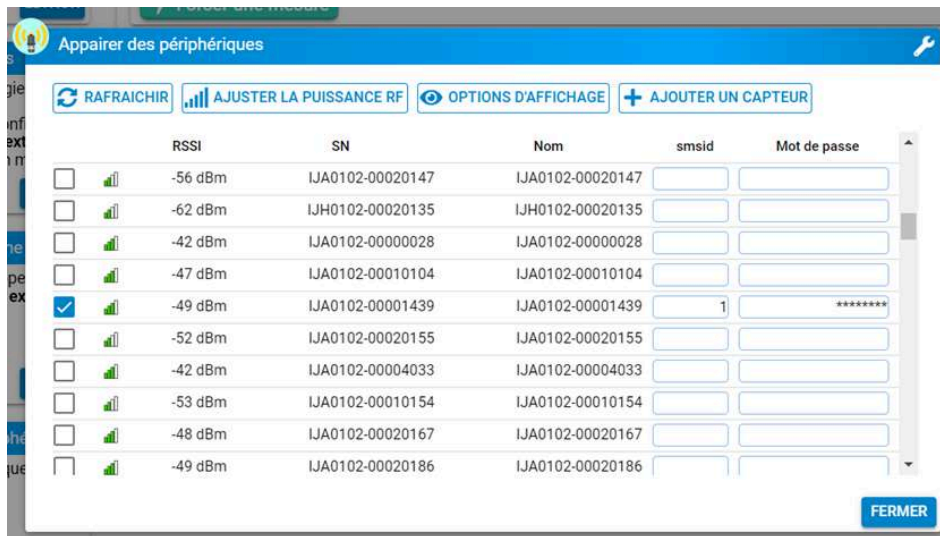 Forcer une mesure
Appairer des périphériques
RAFRAICHIR AJUSTER LA PUISSANCE RF OPTIONS D'AFFICHAGE AJOUTER UN CAPTEUR
RSSI SN Nom smsid Mot de passe
-56 dBm IJA0102-00020147 IJA0102-00020147
-62 dBm IJH0102-00020135 IJH0102-00020135
-42 dBm IJA0102-00000028 IJA0102-00000028
-47 dBm IJA0102-00010104 IJA0102-00010104
-49 dBm IJA0102-00001439 IJA0102-00001439 1 ********
-52 dBm IJA0102-00020155 IJA0102-00020155
-42 dBm IJA0102-00004033 IJA0102-00004033
-53 dBm IJA0102-00010154 IJA0102-00010154
-48 dBm IJA0102-00020167 IJA0102-00020167
-49 dBm IJA0102-00020186 IJA0102-00020186
FERMER